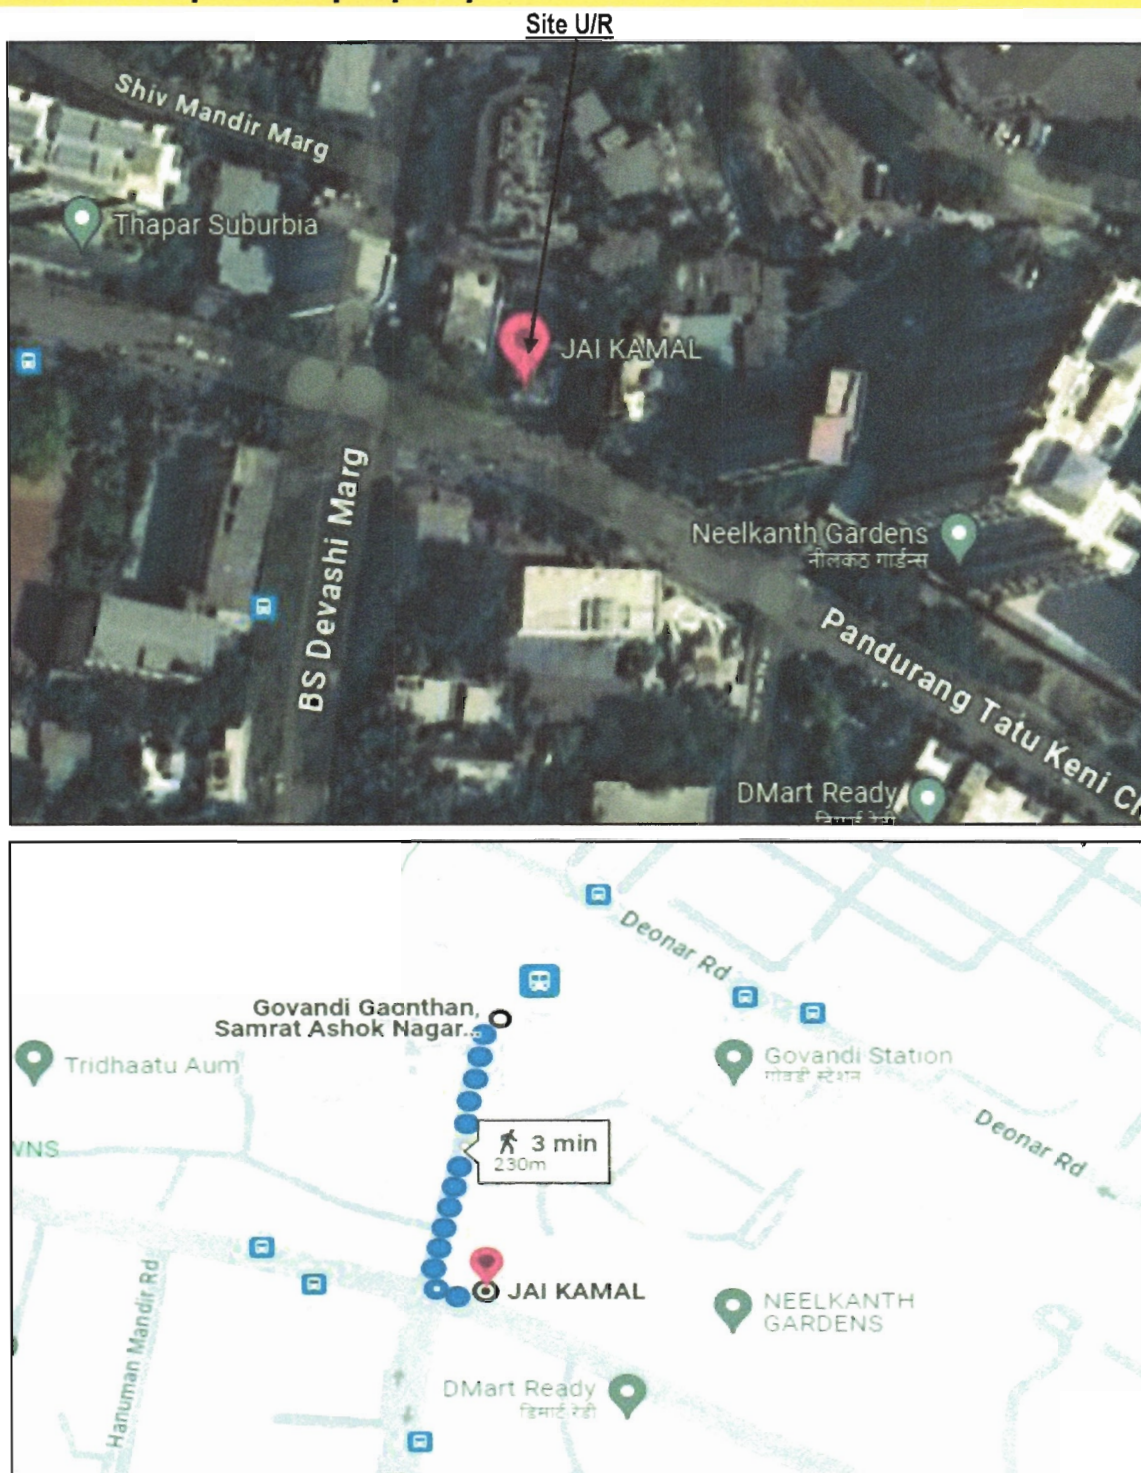 Site U/R
Shiv Mandir Marg
Thapar Suburbia
JAI KAMAL
BS Devashi Marg
Neelkanth Gardens
नीलकंठ गार्डन्स
Pandurang Tatu Keni Ch
DMart Ready
Deonar Rd
Govandi Gaonthan,
Samrat Ashok Nagar...
Tridhaatu Aum
Govandi Station
गोवंडी स्टेशन
WNS
3 min
230m
Deonar Rd
Hanuman Mandir Rd
JAI KAMAL
NEELKANTH
GARDENS
DMart Ready
डिमार्ट रेडी